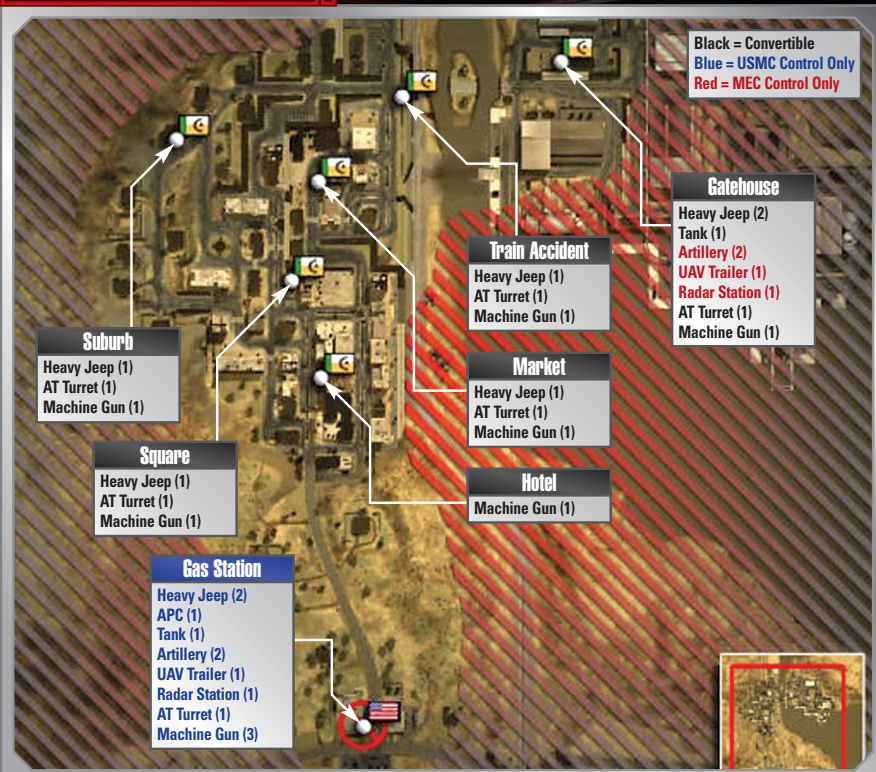 Black = Convertible
Blue = USMC Control Only
Red = MEC Control Only
Gatehouse
Heavy Jeep (2)
Tank (1)
Artillery (2)
UAV Trailer (1)
Radar Station (1)
AT Turret (1)
Machine Gun (1)
Train Accident
Heavy Jeep (1)
AT Turret (1)
Machine Gun (1)
Suburb
Heavy Jeep (1)
AT Turret (1)
Machine Gun (1)
Market
Heavy Jeep (1)
AT Turret (1)
Machine Gun (1)
Square
Heavy Jeep (1)
AT Turret (1)
Machine Gun (1)
Hotel
Machine Gun (1)
Gas Station
Heavy Jeep (2)
APC (1)
Tank (1)
Artillery (2)
UAV Trailer (1)
Radar Station (1)
AT Turret (1)
Machine Gun (3)